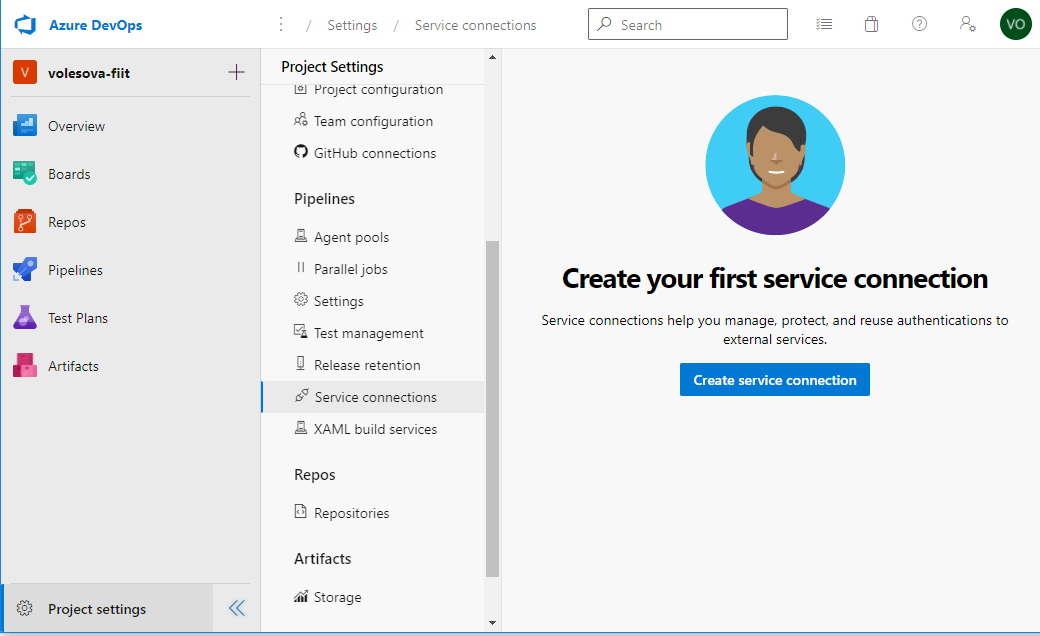 Azure DevOps
/ Settings / Service connections
Search
VO
V volesova-fiit
Overview
Boards
Repos
Pipelines
Test Plans
Artifacts
Project settings
Project Settings
Project configuration
Team configuration
GitHub connections
Pipelines
Agent pools
Parallel jobs
Settings
Test management
Release retention
Service connections
XAML build services
Repos
Repositories
Artifacts
Storage
Create your first service connection
Service connections help you manage, protect, and reuse authentications to
external services.
Create service connection